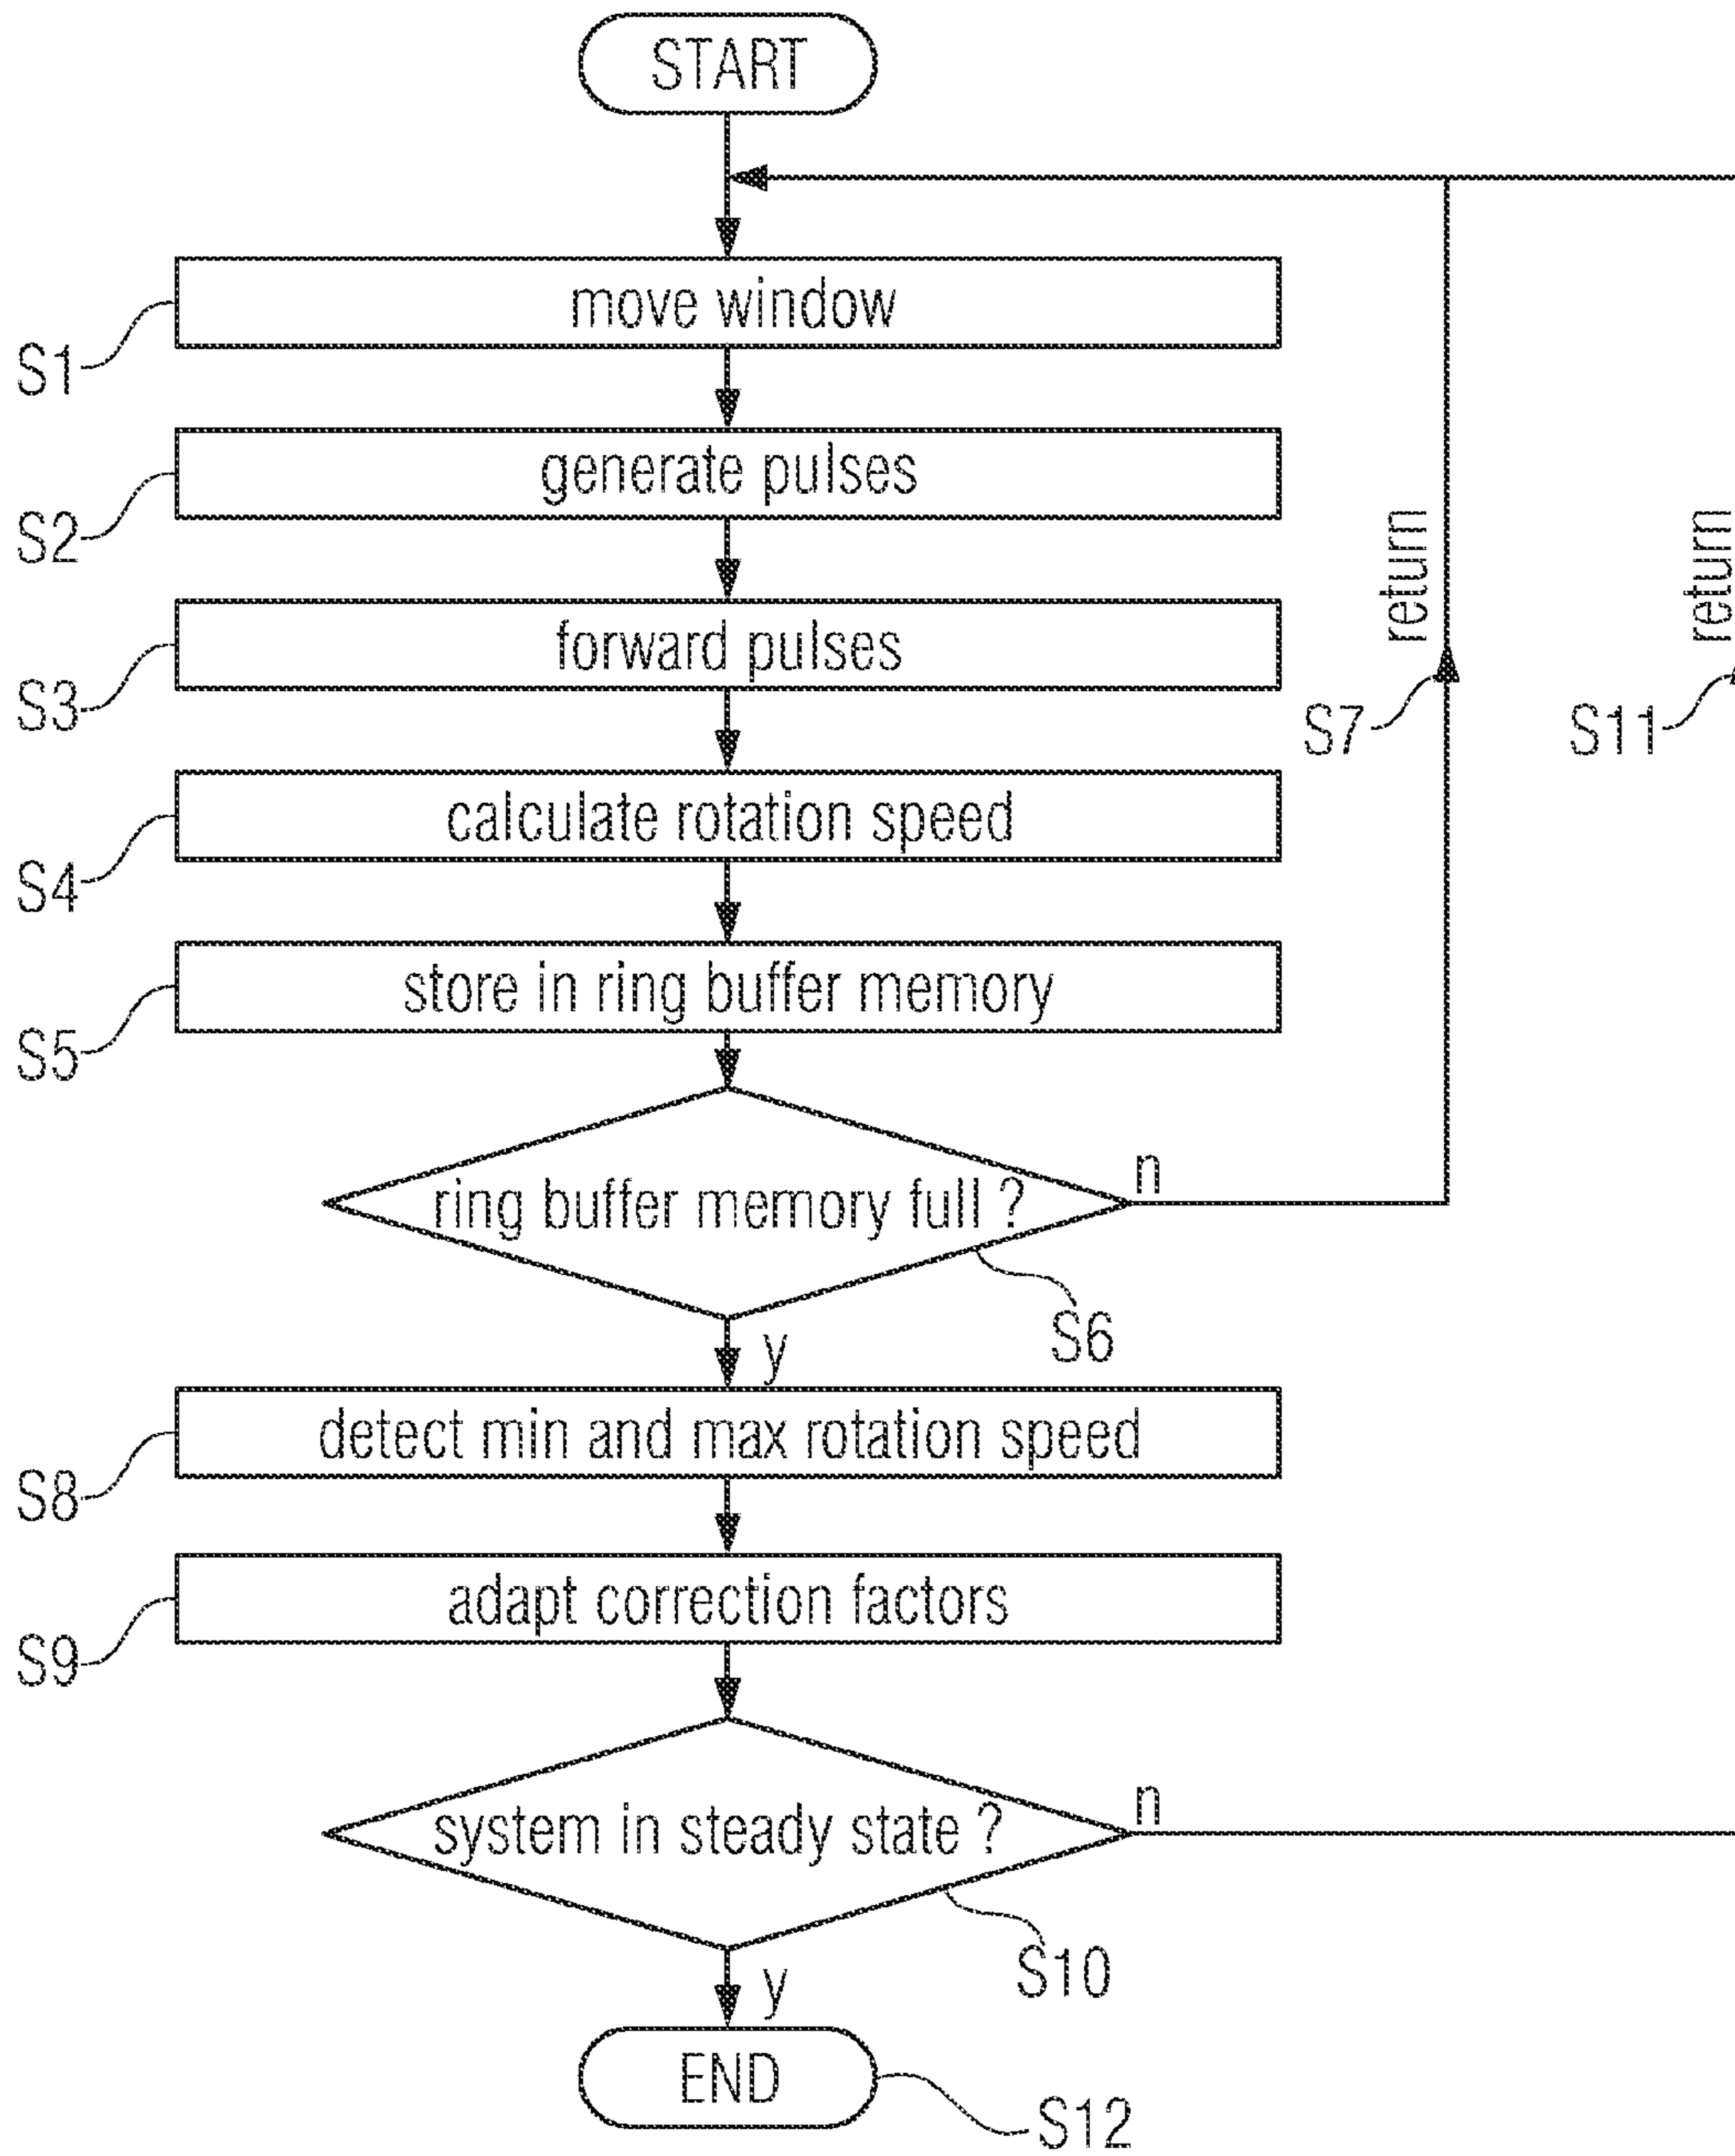 START
move window
S1
generate pulses
S2
forward pulses
S3
return
return
S7
S11
calculate rotation speed
S4
store in ring buffer memory
S5
ring buffer memory full ?
n
S6
y
detect min and max rotation speed
S8
adapt correction factors
S9
system in steady state ?
n
S10
y
END
S12